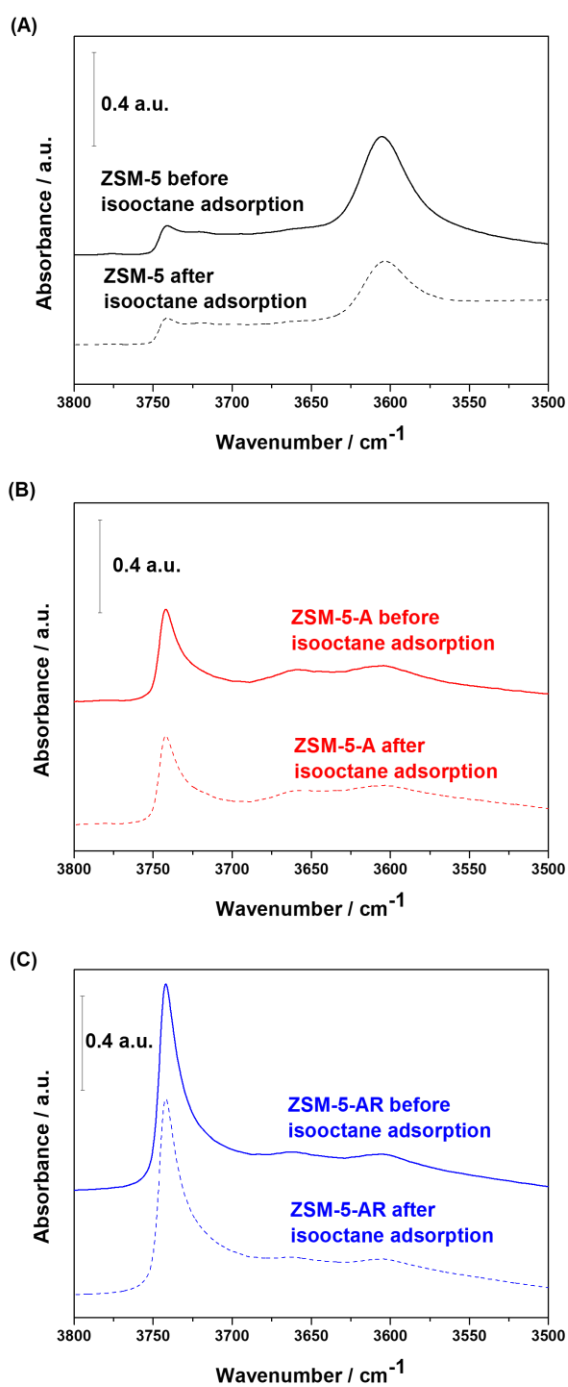 (A)
0.4 a.u.
ZSM-5 before
isooctane adsorption
ZSM-5 after
isooctane adsorption
Absorbance / a.u.
3800 3750 3700 3650 3600 3550 3500
Wavenumber / cm-1
(B)
0.4 a.u.
ZSM-5-A before
isooctane adsorption
ZSM-5-A after
isooctane adsorption
Absorbance / a.u.
3800 3750 3700 3650 3600 3550 3500
Wavenumber / cm-1
(C)
0.4 a.u.
ZSM-5-AR before
isooctane adsorption
ZSM-5-AR after
isooctane adsorption
Absorbance / a.u.
3800 3750 3700 3650 3600 3550 3500
Wavenumber / cm-1